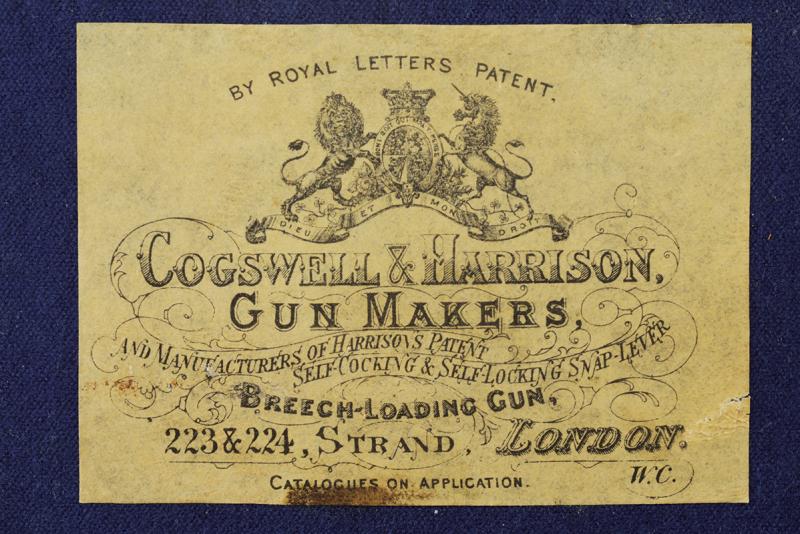 BY ROYAL LETTERS PATENT.
DIEU ET MON DROIT
COGSWELL & HARRISON,
GUN MAKERS,
AND MANUFACTURERS OF HARRISON'S PATENT
SELF-COCKING & SELF-LOCKING SNAP-LEVER
BREECH-LOADING GUN,
223 & 224, STRAND, LONDON.
W.C.
CATALOGUES ON APPLICATION.